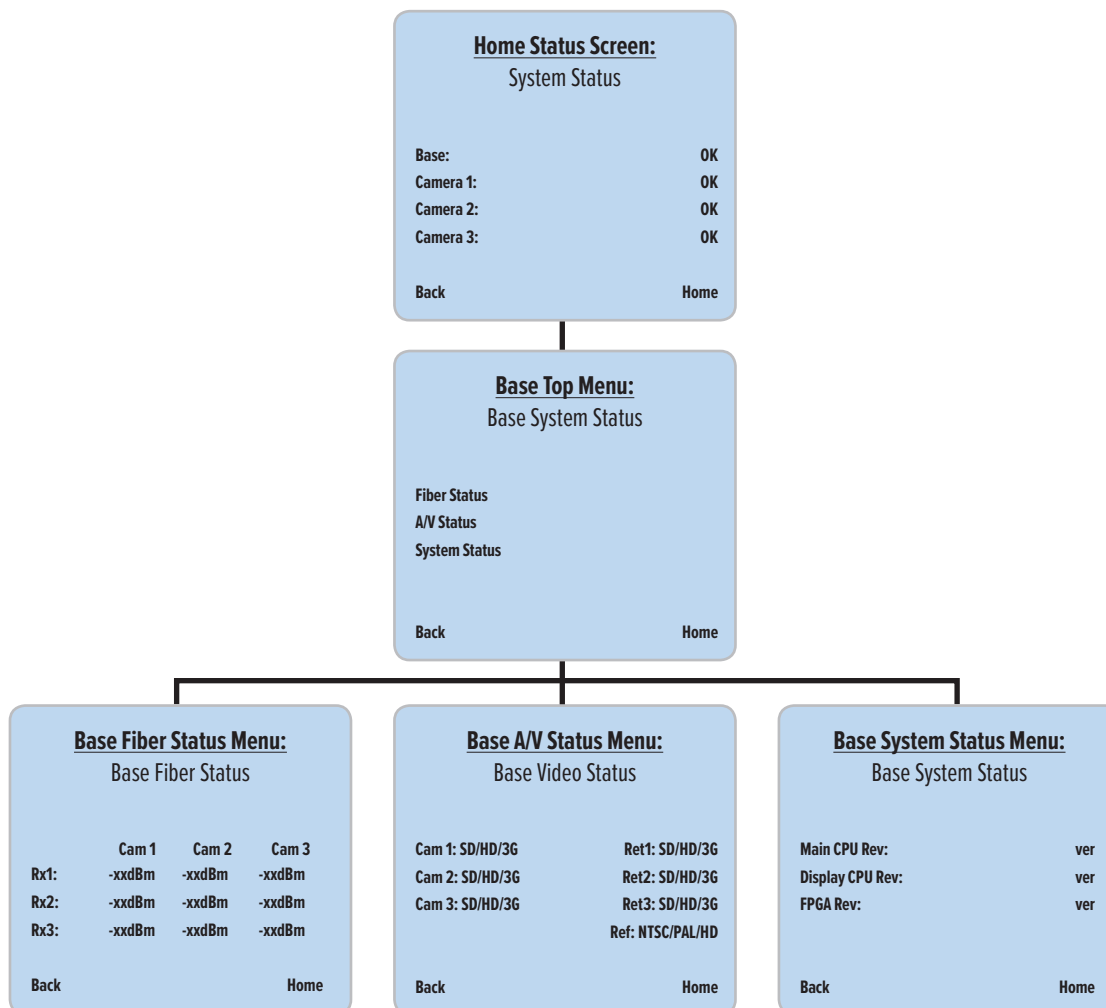 Home Status Screen:
System Status
Base: OK
Camera 1: OK
Camera 2: OK
Camera 3: OK
Back Home
Base Top Menu:
Base System Status
Fiber Status
A/V Status
System Status
Back Home
Base Fiber Status Menu:
Base Fiber Status
Cam 1 Cam 2 Cam 3
Rx1: -xxdBm -xxdBm -xxdBm
Rx2: -xxdBm -xxdBm -xxdBm
Rx3: -xxdBm -xxdBm -xxdBm
Back Home
Base A/V Status Menu:
Base Video Status
Cam 1: SD/HD/3G Ret1: SD/HD/3G
Cam 2: SD/HD/3G Ret2: SD/HD/3G
Cam 3: SD/HD/3G Ret3: SD/HD/3G
Ref: NTSC/PAL/HD
Back Home
Base System Status Menu:
Base System Status
Main CPU Rev: ver
Display CPU Rev: ver
FPGA Rev: ver
Back Home